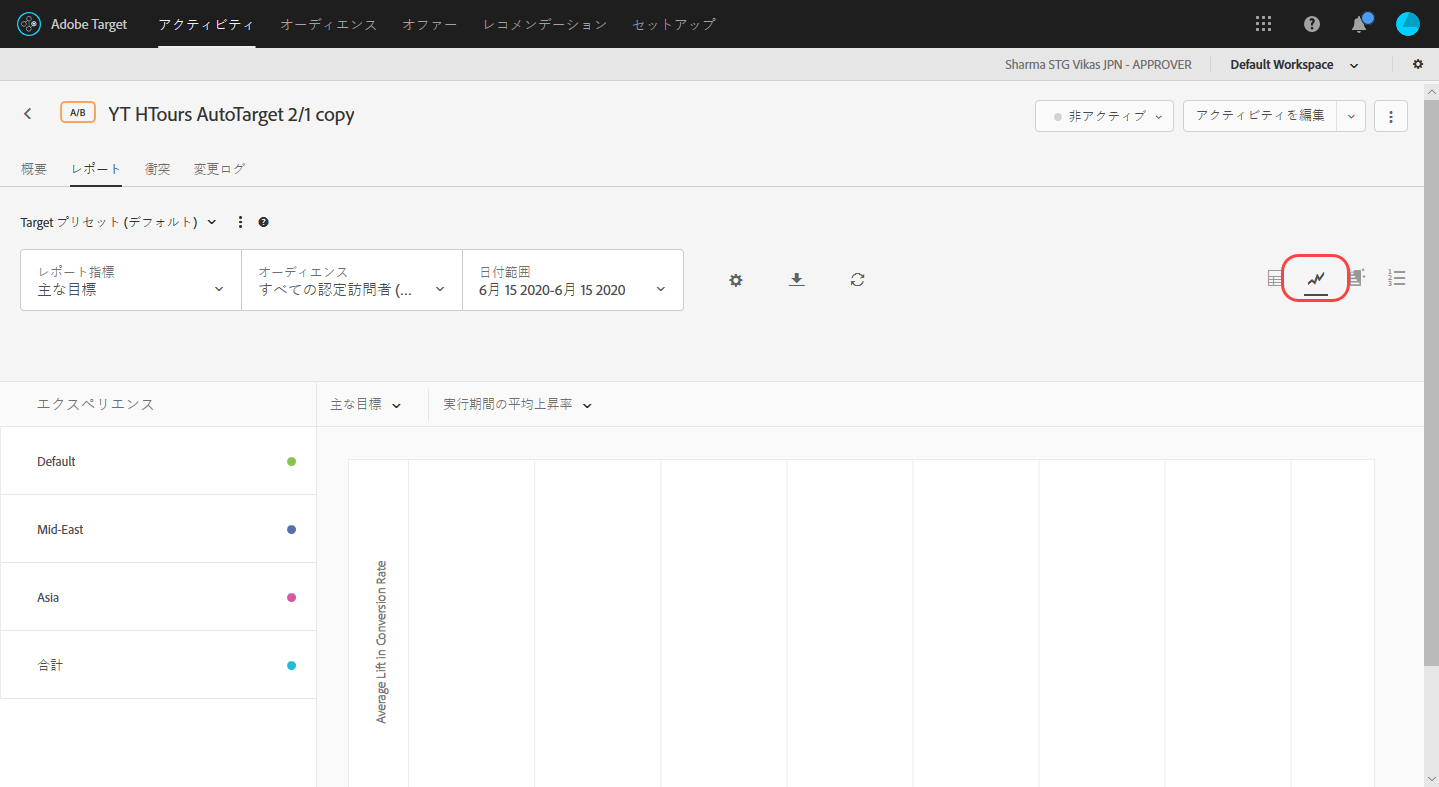 Adobe Target アクティビティ オーディエンス オファー レコメンデーション セットアップ
Sharma STG Vikas JPN - APPROVER Default Workspace
A/B YT HTours AutoTarget 2/1 copy 非アクティブ アクティビティを編集
概要 レポート 衝突 変更ログ
Target プリセット (デフォルト)
レポート指標 オーディエンス 日付範囲
主な目標 すべての認定訪問者 (... 6月 15 2020-6月 15 2020
エクスペリエンス 主な目標 実行期間の平均上昇率
Default
Mid-East
Asia
合計
Average Lift in Conversion Rate